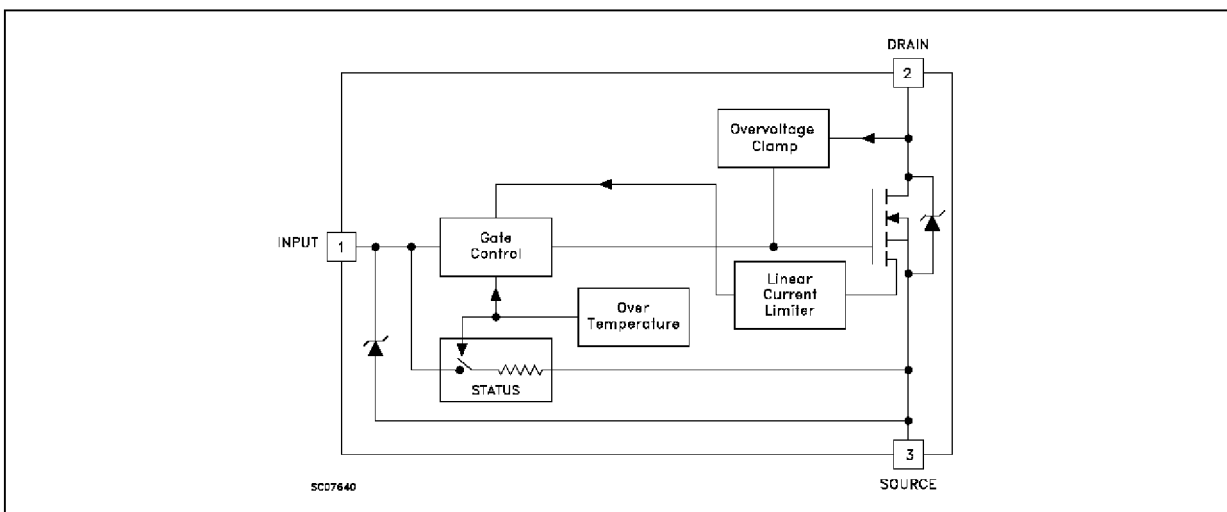 DRAIN
2
Overvoltage
Clamp
INPUT
1
Gate
Control
Linear
Current
Limiter
Over
Temperature
STATUS
3
SC07640
SOURCE